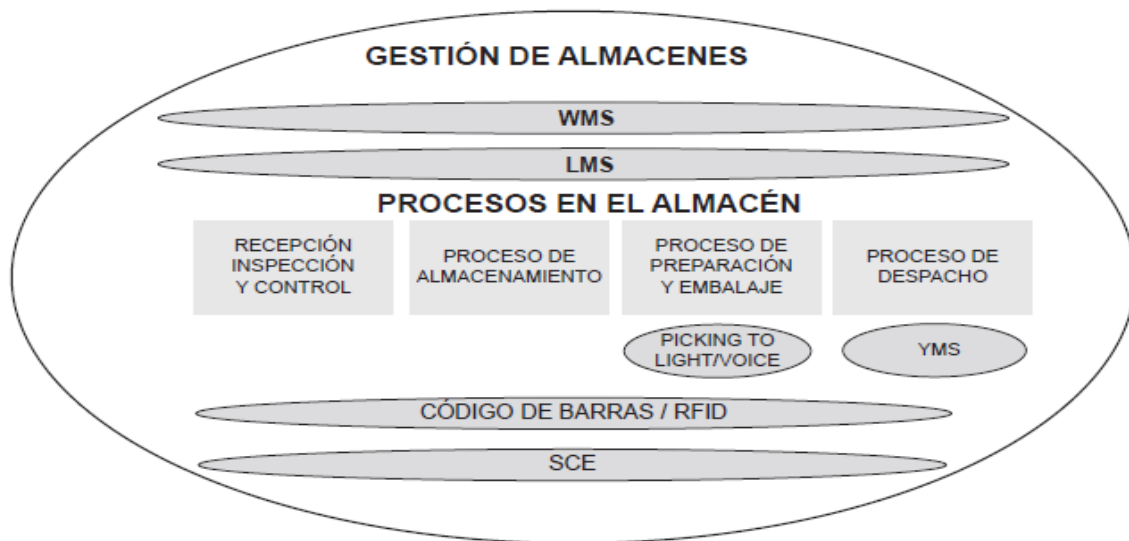 GESTIÓN DE ALMACENES
WMS
LMS
PROCESOS EN EL ALMACÉN
RECEPCIÓN
INSPECCIÓN
Y CONTROL
PROCESO DE
ALMACENAMIENTO
PROCESO DE
PREPARACIÓN
Y EMBALAJE
PROCESO DE
DESPACHO
PICKING TO
LIGHT/VOICE
YMS
CÓDIGO DE BARRAS / RFID
SCE